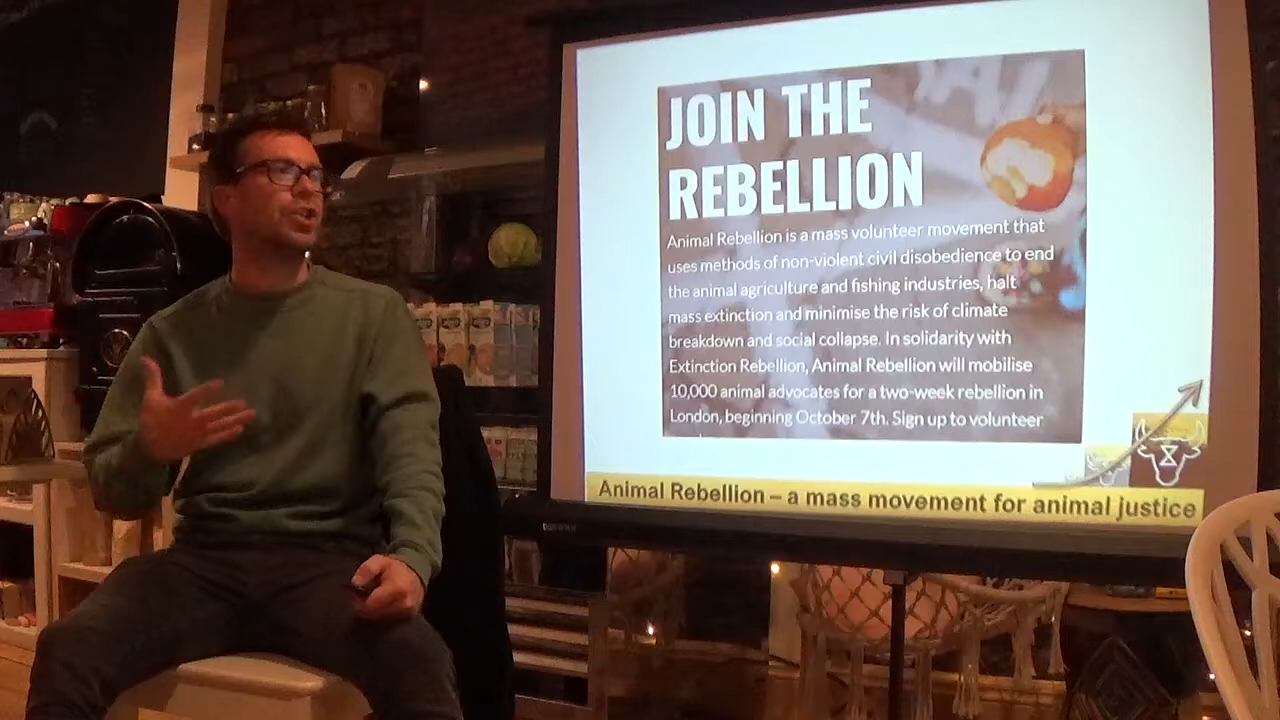 JOIN THE
REBELLION
Animal Rebellion is a mass volunteer movement that
uses methods of non-violent civil disobedience to end
the animal agriculture and fishing industries, halt
mass extinction and minimise the risk of climate
breakdown and social collapse. In solidarity with
Extinction Rebellion, Animal Rebellion will mobilise
10,000 animal advocates for a two-week rebellion in
London, beginning October 7th. Sign up to volunteer
Animal Rebellion – a mass movement for animal justice